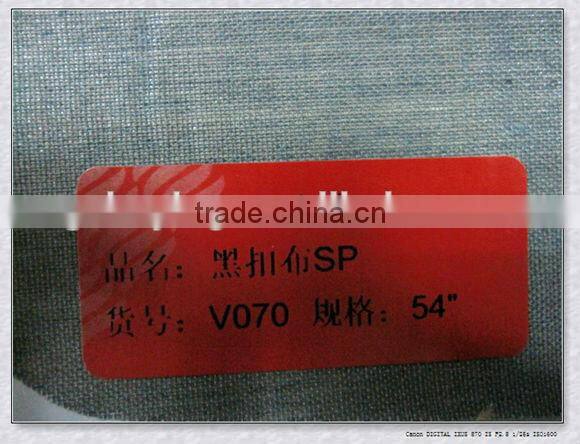 trade.china.cn
品名：黑扣布SP
货号：V070 规格：54"
Canon DIGITAL IXUS 870 IS F2.8 1/25s ISO1600